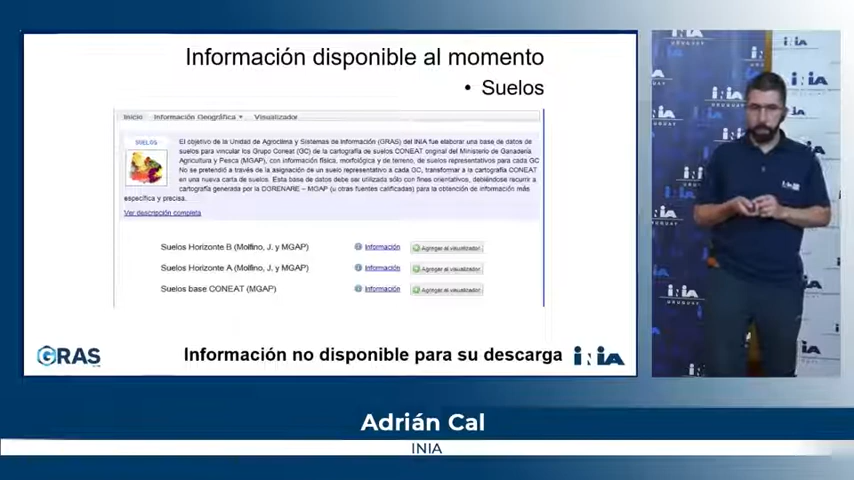 Información disponible al momento
• Suelos
Inicio Información Geográfica Visualizador
SUELOS
El objetivo de la Unidad de Agroclima y Sistemas de Información (GRAS) del INIA fue elaborar una base de datos de
suelos para vincular los Grupo Coneat (GC) de la cartografía de suelos CONEAT original del Ministerio de Ganadería
Agricultura y Pesca (MGAP), con información física, morfológica y de terreno, de suelos representativos para cada GC
No se pretendió a través de la asignación de un suelo representativo a cada GC, transformar a la cartografía CONEAT
en una nueva carta de suelos. Esta base de datos debe ser utilizada sólo con fines orientativos, debiéndose recurrir a
cartografía generada por la DGRENARE – MGAP (u otras fuentes calificadas) para la obtención de información más
específica y precisa.
Ver descripción completa
Suelos Horizonte B (Molfino, J. y MGAP) Información Agregar al visualizador
Suelos Horizonte A (Molfino, J. y MGAP) Información Agregar al visualizador
Suelos base CONEAT (MGAP) Información Agregar al visualizador
GRAS
Información no disponible para su descarga
INIA
INIA
URUGUAY
Adrián Cal
INIA